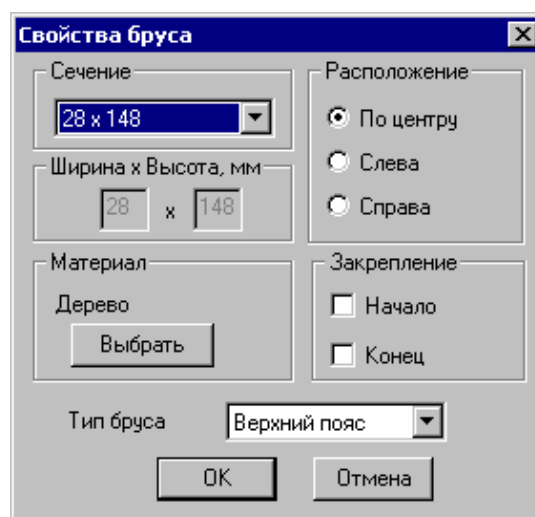 Свойства бруса
Сечение
28 x 148
Ширина x Высота, мм
28 x 148
Материал
Дерево
Выбрать
Расположение
По центру
Слева
Справа
Закрепление
Начало
Конец
Тип бруса
Верхний пояс
OK
Отмена